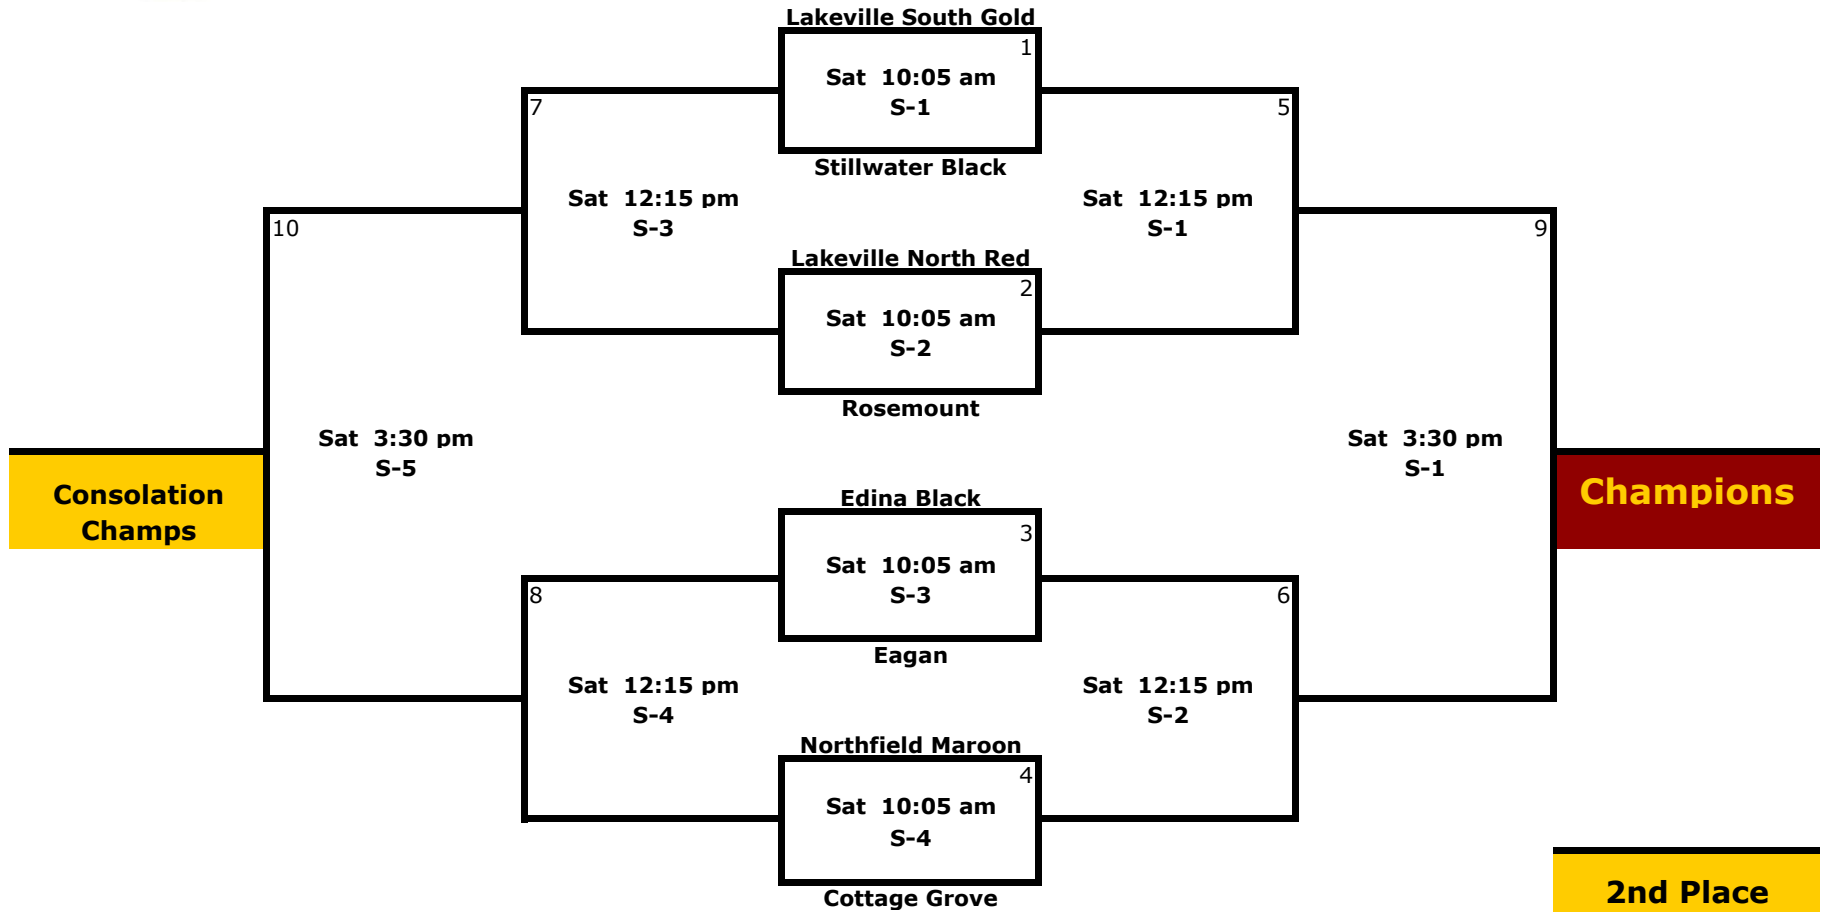 Lakeville South Gold
1
Sat 10:05 am
S-1
7
5
Stillwater Black
Sat 12:15 pm
S-3
Sat 12:15 pm
S-1
10
9
Lakeville North Red
2
Sat 10:05 am
S-2
Rosemount
Sat 3:30 pm
S-5
Sat 3:30 pm
S-1
Consolation
Champs
Champions
Edina Black
3
Sat 10:05 am
S-3
8
6
Eagan
Sat 12:15 pm
S-4
Sat 12:15 pm
S-2
Northfield Maroon
4
Sat 10:05 am
S-4
Cottage Grove
2nd Place